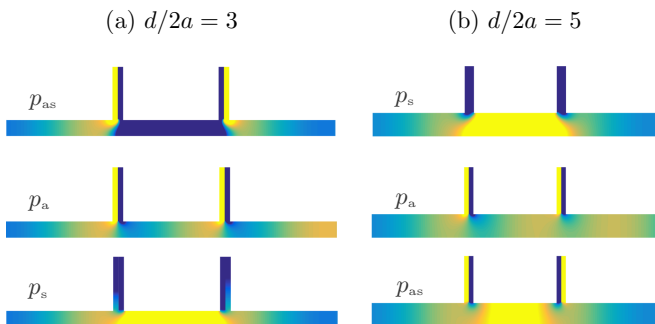 (a) d/2a = 3
(b) d/2a = 5
p_as
p_s
p_a
p_a
p_s
p_as